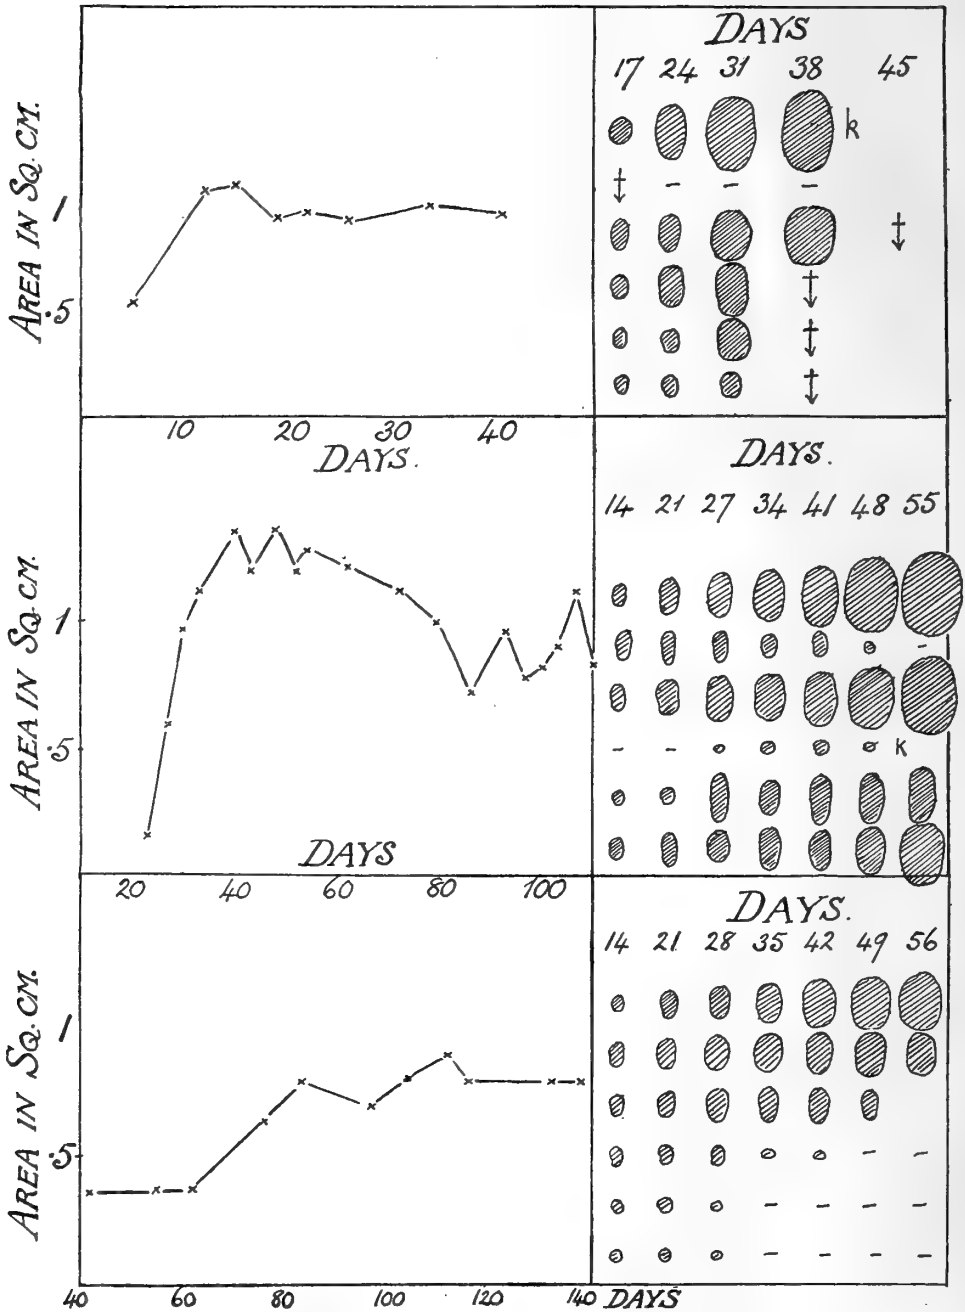 AREA IN SQ. CM.
1
.5
10 20 30 40
DAYS.
DAYS
17 24 31 38 45
k
AREA IN SQ. CM.
1
.5
DAYS
20 40 60 80 100
DAYS.
14 21 27 34 41 48 55
k
AREA IN SQ. CM.
1
.5
40 60 80 100 120 140 DAYS
DAYS.
14 21 28 35 42 49 56